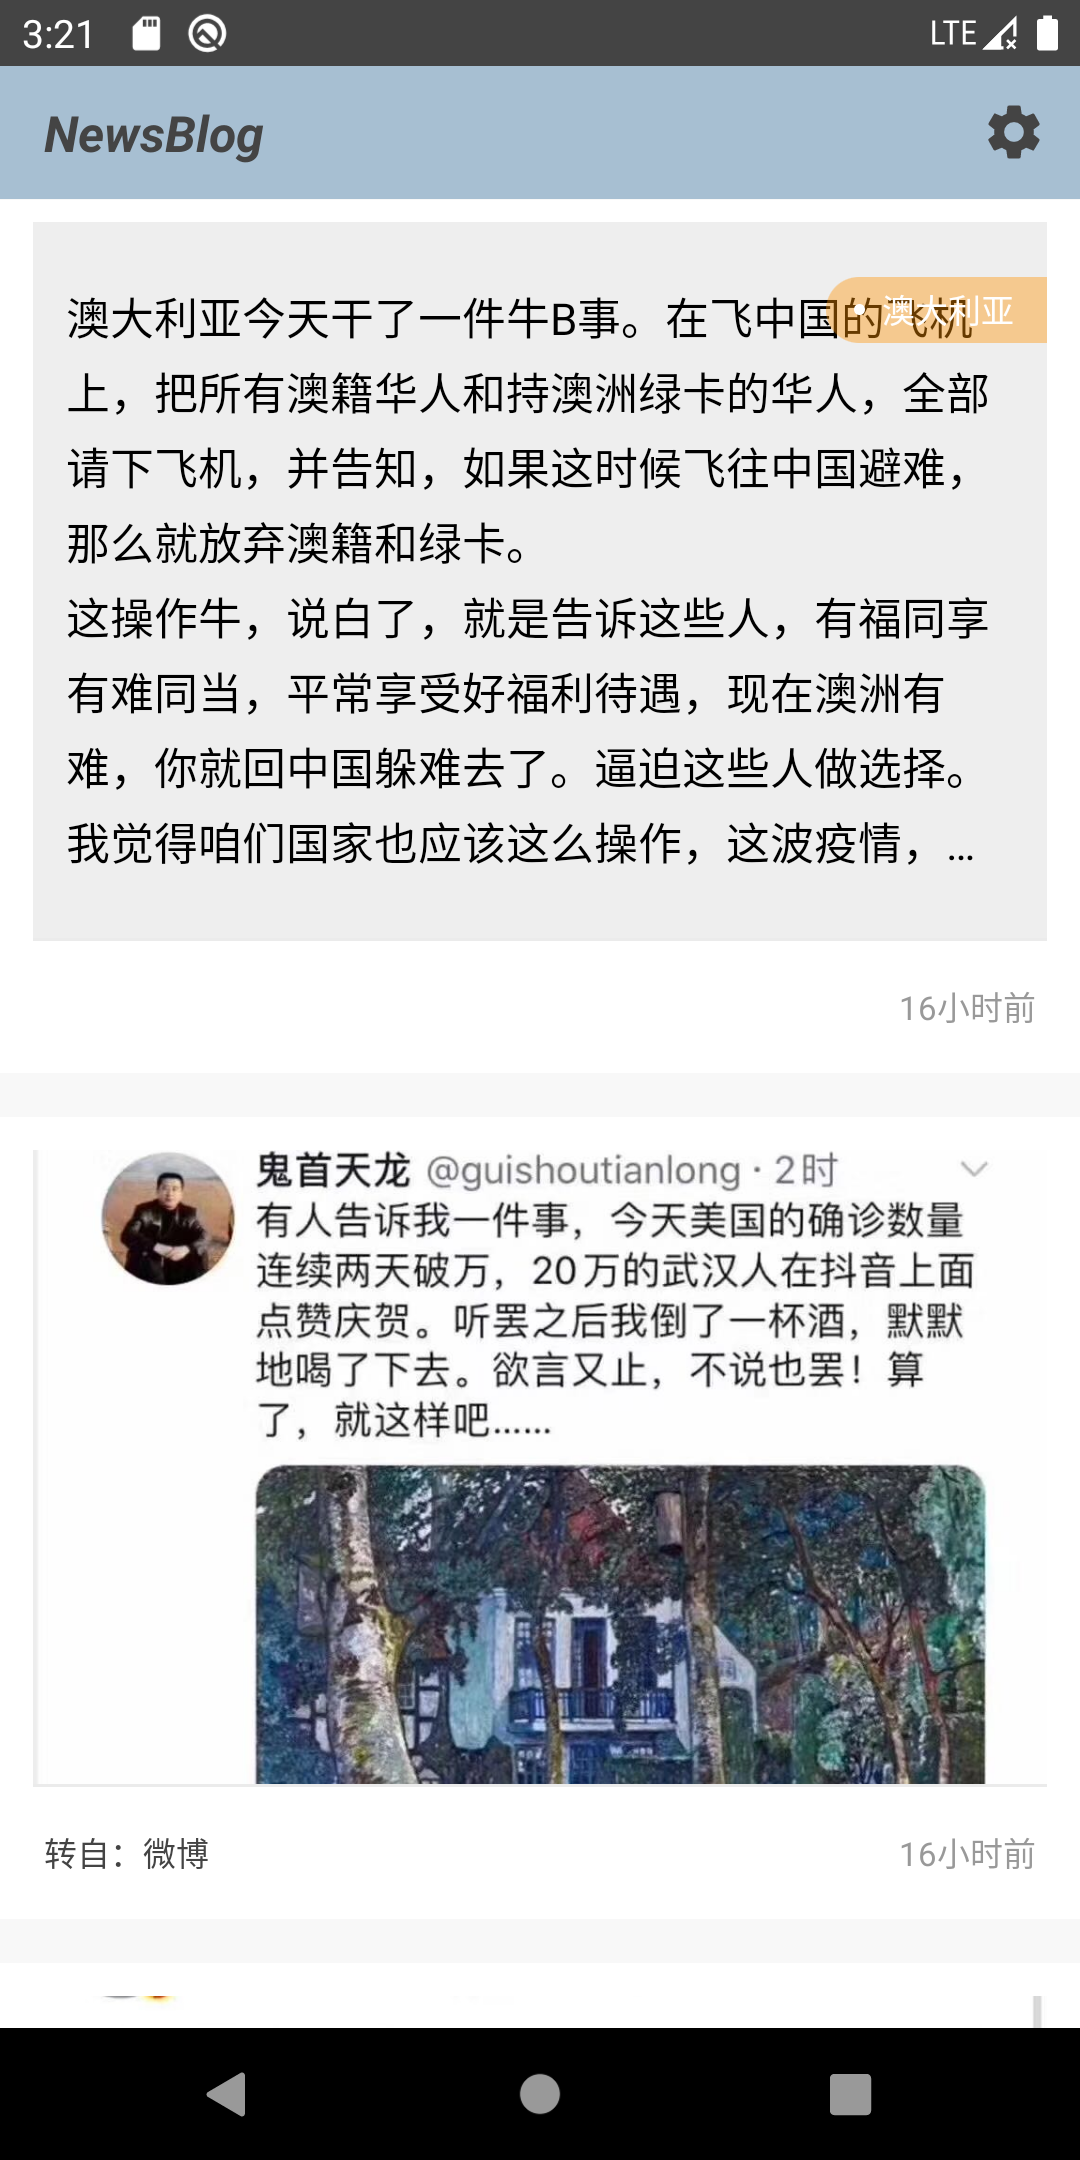 3:21
LTE
NewsBlog
澳大利亚今天干了一件牛B事。在飞中国的飞机
澳大利亚
上，把所有澳籍华人和持澳洲绿卡的华人，全部
请下飞机，并告知，如果这时候飞往中国避难，
那么就放弃澳籍和绿卡。
这操作牛，说白了，就是告诉这些人，有福同享
有难同当，平常享受好福利待遇，现在澳洲有
难，你就回中国躲难去了。逼迫这些人做选择。
我觉得咱们国家也应该这么操作，这波疫情，…
16小时前
鬼首天龙 @guishoutianlong · 2时
有人告诉我一件事，今天美国的确诊数量
连续两天破万，20万的武汉人在抖音上面
点赞庆贺。听罢之后我倒了一杯酒，默默
地喝了下去。欲言又止，不说也罢！算
了，就这样吧......
转自：微博
16小时前